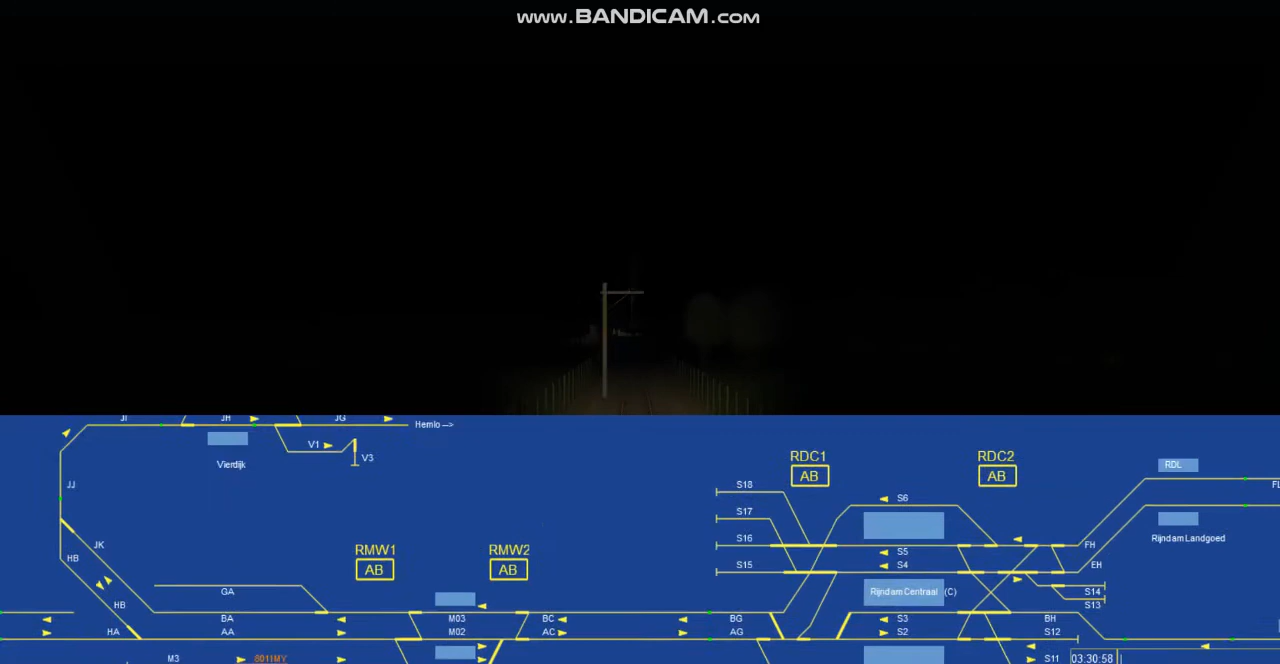 www.BANDICAM.com
JI JH JG Hemlo -->
V1 V3
Vierdijk
RDC1 RDC2
AB AB
RDL
JJ
S18 S6
S17
S16
Rijndam Landgoed
JK
RMW1 RMW2
S5
FH
HB
AB AB
S15 S4 EH
GA
Rijndam Centraal (C)
S14
HB
S13
BA M03 BC BG S3 BH
HA AA M02 AC AG S2 S12
M3 8011MY S11 03:30:58